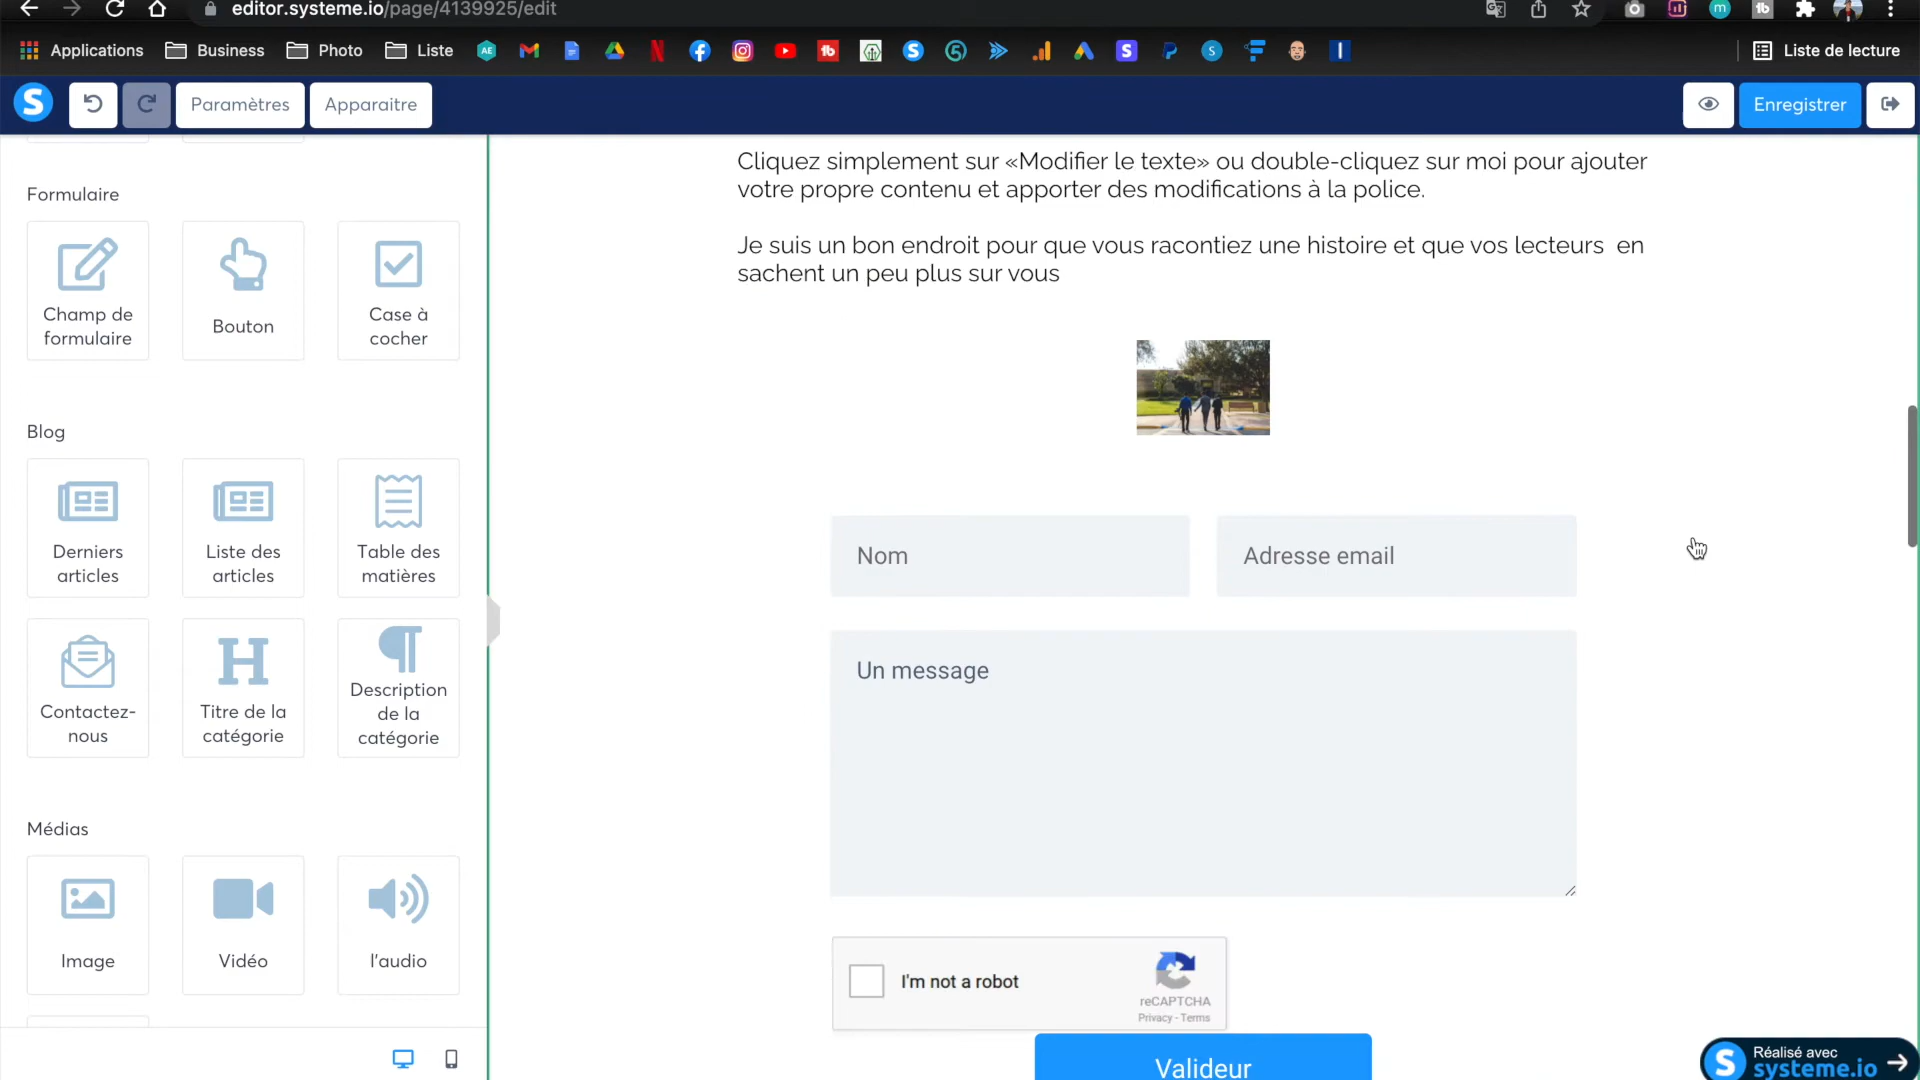 editor.systeme.io/page/4139925/edit
Applications
Business
Photo
Liste
Liste de lecture
Paramètres
Apparaitre
Enregistrer
Formulaire
Champ de
formulaire
Bouton
Case à
cocher
Blog
Derniers
articles
Liste des
articles
Table des
matières
Contactez-
nous
Titre de la
catégorie
Description
de la
catégorie
Médias
Image
Vidéo
l'audio
Cliquez simplement sur «Modifier le texte» ou double-cliquez sur moi pour ajouter
votre propre contenu et apporter des modifications à la police.
Je suis un bon endroit pour que vous racontiez une histoire et que vos lecteurs en
sachent un peu plus sur vous
Nom
Adresse email
Un message
I'm not a robot
reCAPTCHA
Privacy - Terms
Valideur
Réalisé avec
systeme.io